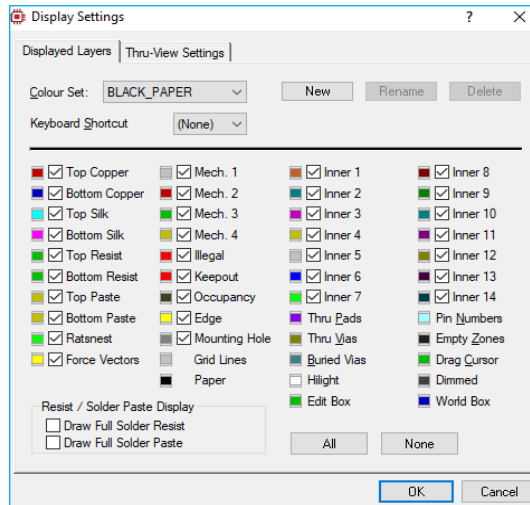 Display Settings ? X
Displayed Layers Thru-View Settings
Colour Set: BLACK_PAPER New Rename Delete
Keyboard Shortcut (None)
Top Copper Mech. 1 Inner 1 Inner 8
Bottom Copper Mech. 2 Inner 2 Inner 9
Top Silk Mech. 3 Inner 3 Inner 10
Bottom Silk Mech. 4 Inner 4 Inner 11
Top Resist Illegal Inner 5 Inner 12
Bottom Resist Keepout Inner 6 Inner 13
Top Paste Occupancy Inner 7 Inner 14
Bottom Paste Edge Thru Pads Pin Numbers
Ratsnest Mounting Hole Thru Vias Empty Zones
Force Vectors Grid Lines Buried Vias Drag Cursor
Paper Hilight Dimmed
Resist / Solder Paste Display Edit Box World Box
Draw Full Solder Resist
Draw Full Solder Paste All None
OK Cancel